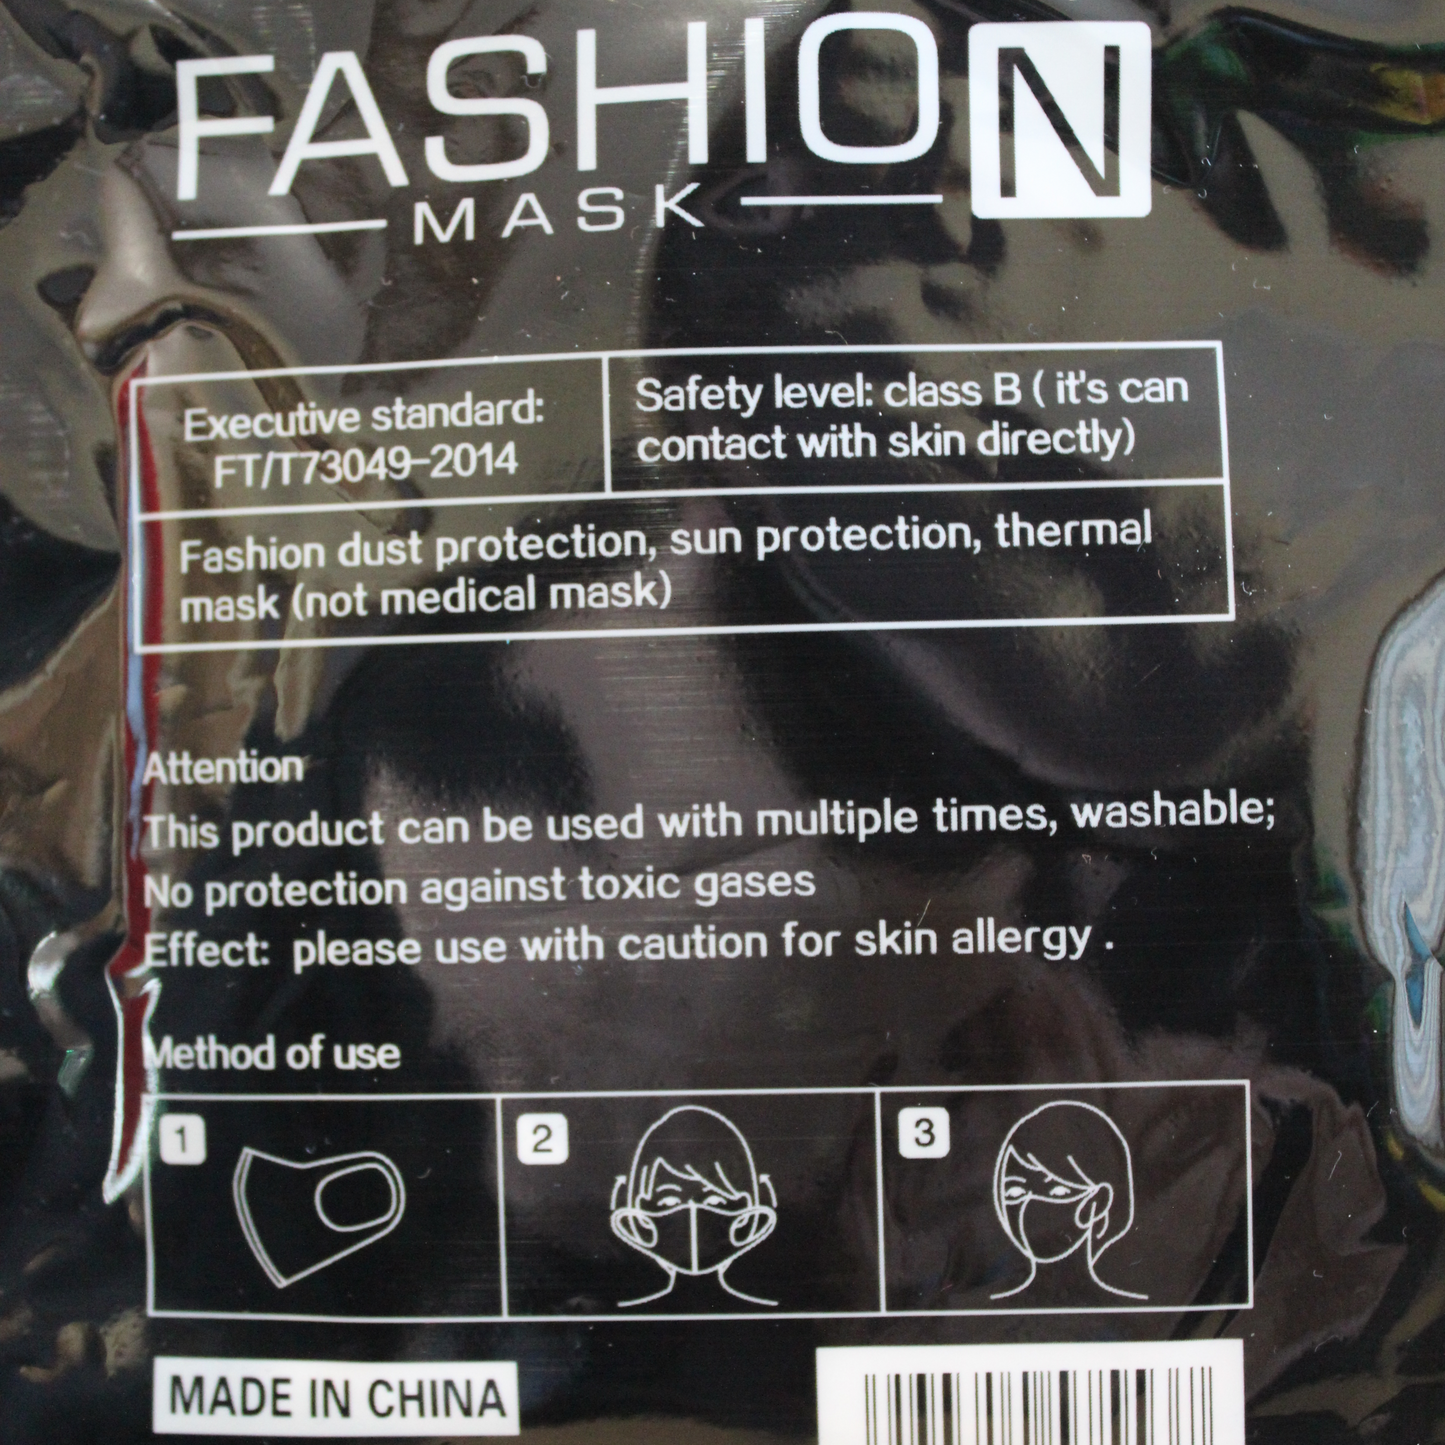 FASHION
MASK
Executive standard:
FT/T73049-2014
Safety level: class B ( it's can
contact with skin directly)
Fashion dust protection, sun protection, thermal
mask (not medical mask)
Attention
This product can be used with multiple times, washable;
No protection against toxic gases
Effect: please use with caution for skin allergy .
Method of use
1
2
3
MADE IN CHINA